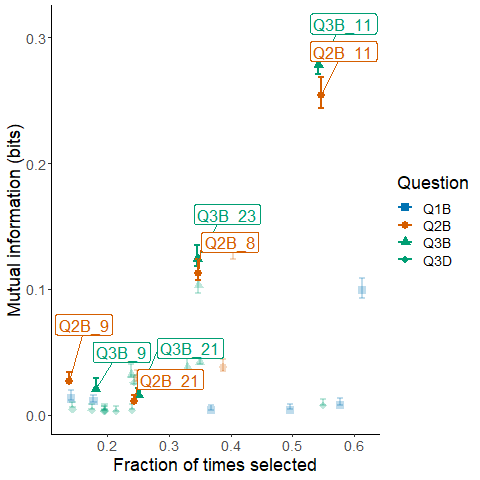 Mutual information (bits)
0.3
0.2
0.1
0.0
Q3B_11
Q2B_11
Q3B_23
Q2B_8
Q2B_9
Q3B_9
Q3B_21
Q2B_21
0.2
0.3
0.4
0.5
0.6
Fraction of times selected
Question
Q1B
Q2B
Q3B
Q3D